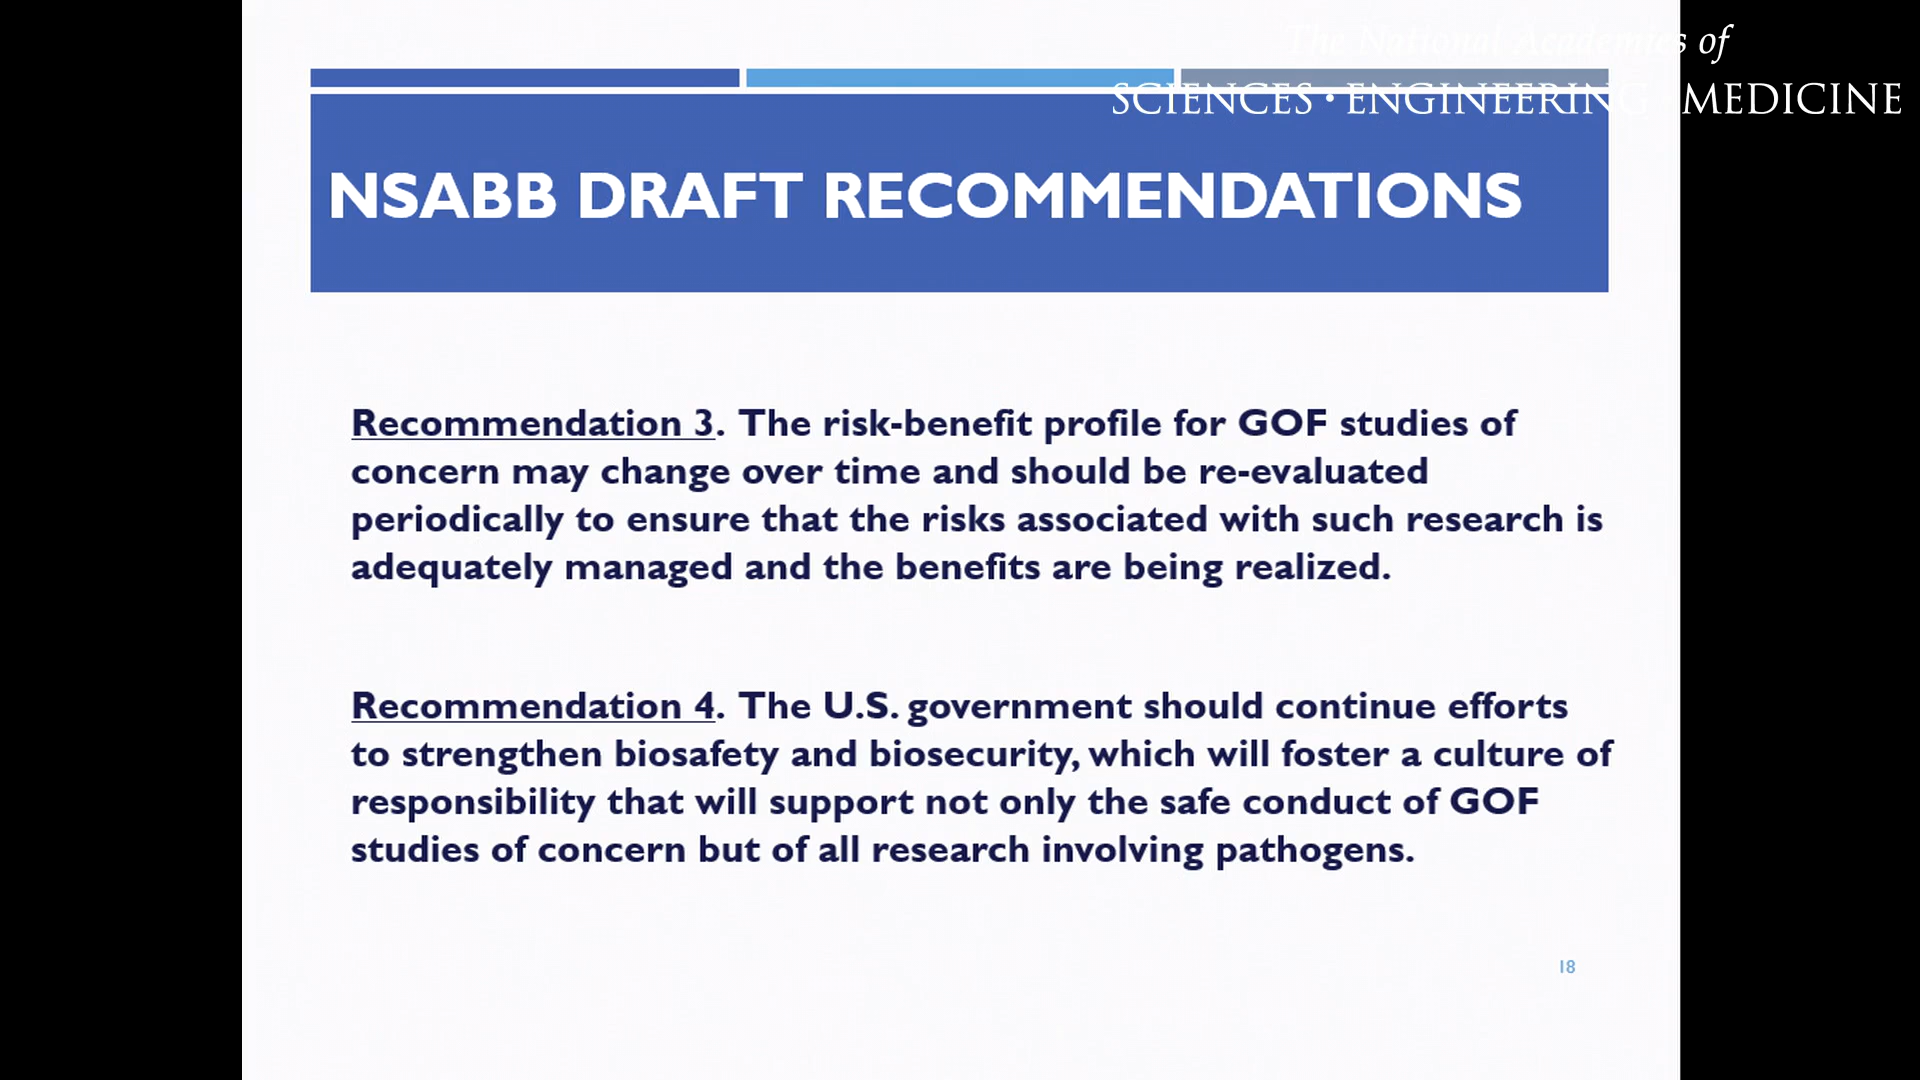 The National Academies of
SCIENCES • ENGINEERING MEDICINE
NSABB DRAFT RECOMMENDATIONS
Recommendation 3. The risk-benefit profile for GOF studies of
concern may change over time and should be re-evaluated
periodically to ensure that the risks associated with such research is
adequately managed and the benefits are being realized.
Recommendation 4. The U.S. government should continue efforts
to strengthen biosafety and biosecurity, which will foster a culture of
responsibility that will support not only the safe conduct of GOF
studies of concern but of all research involving pathogens.
18